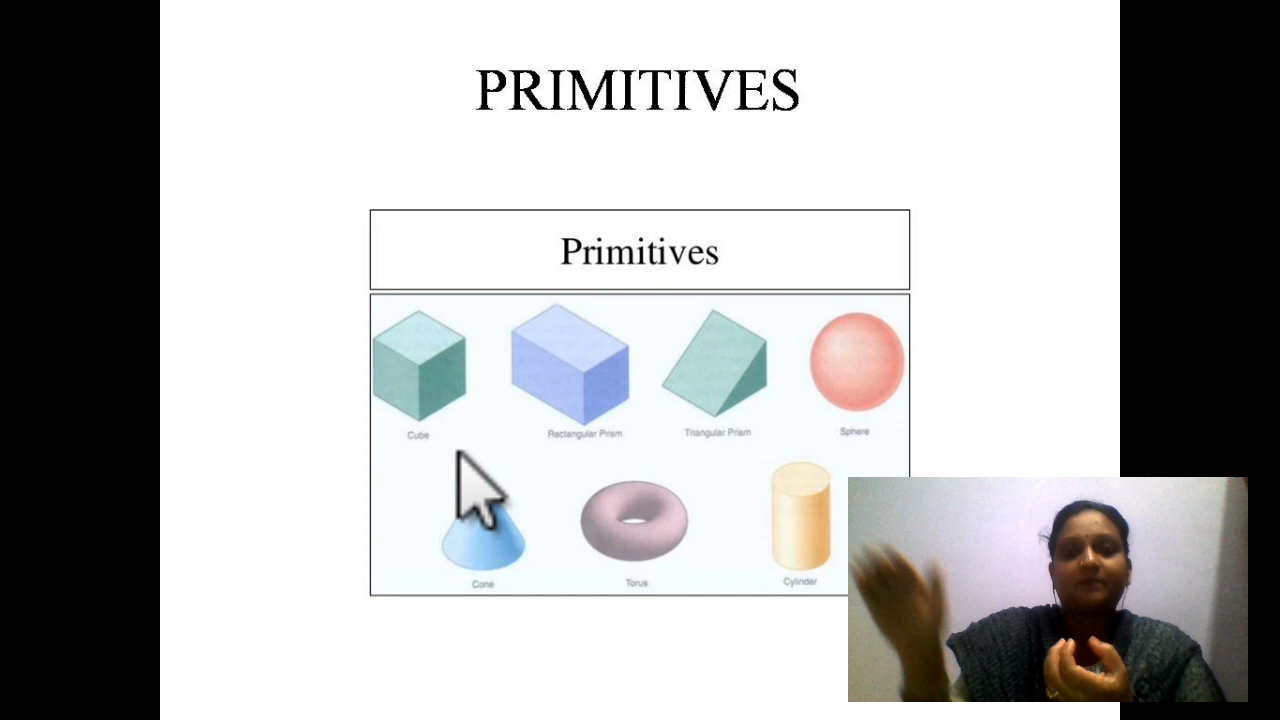 PRIMITIVES
Primitives
Cube Rectangular Prism Triangular Prism Sphere
Cone Torus Cylinder